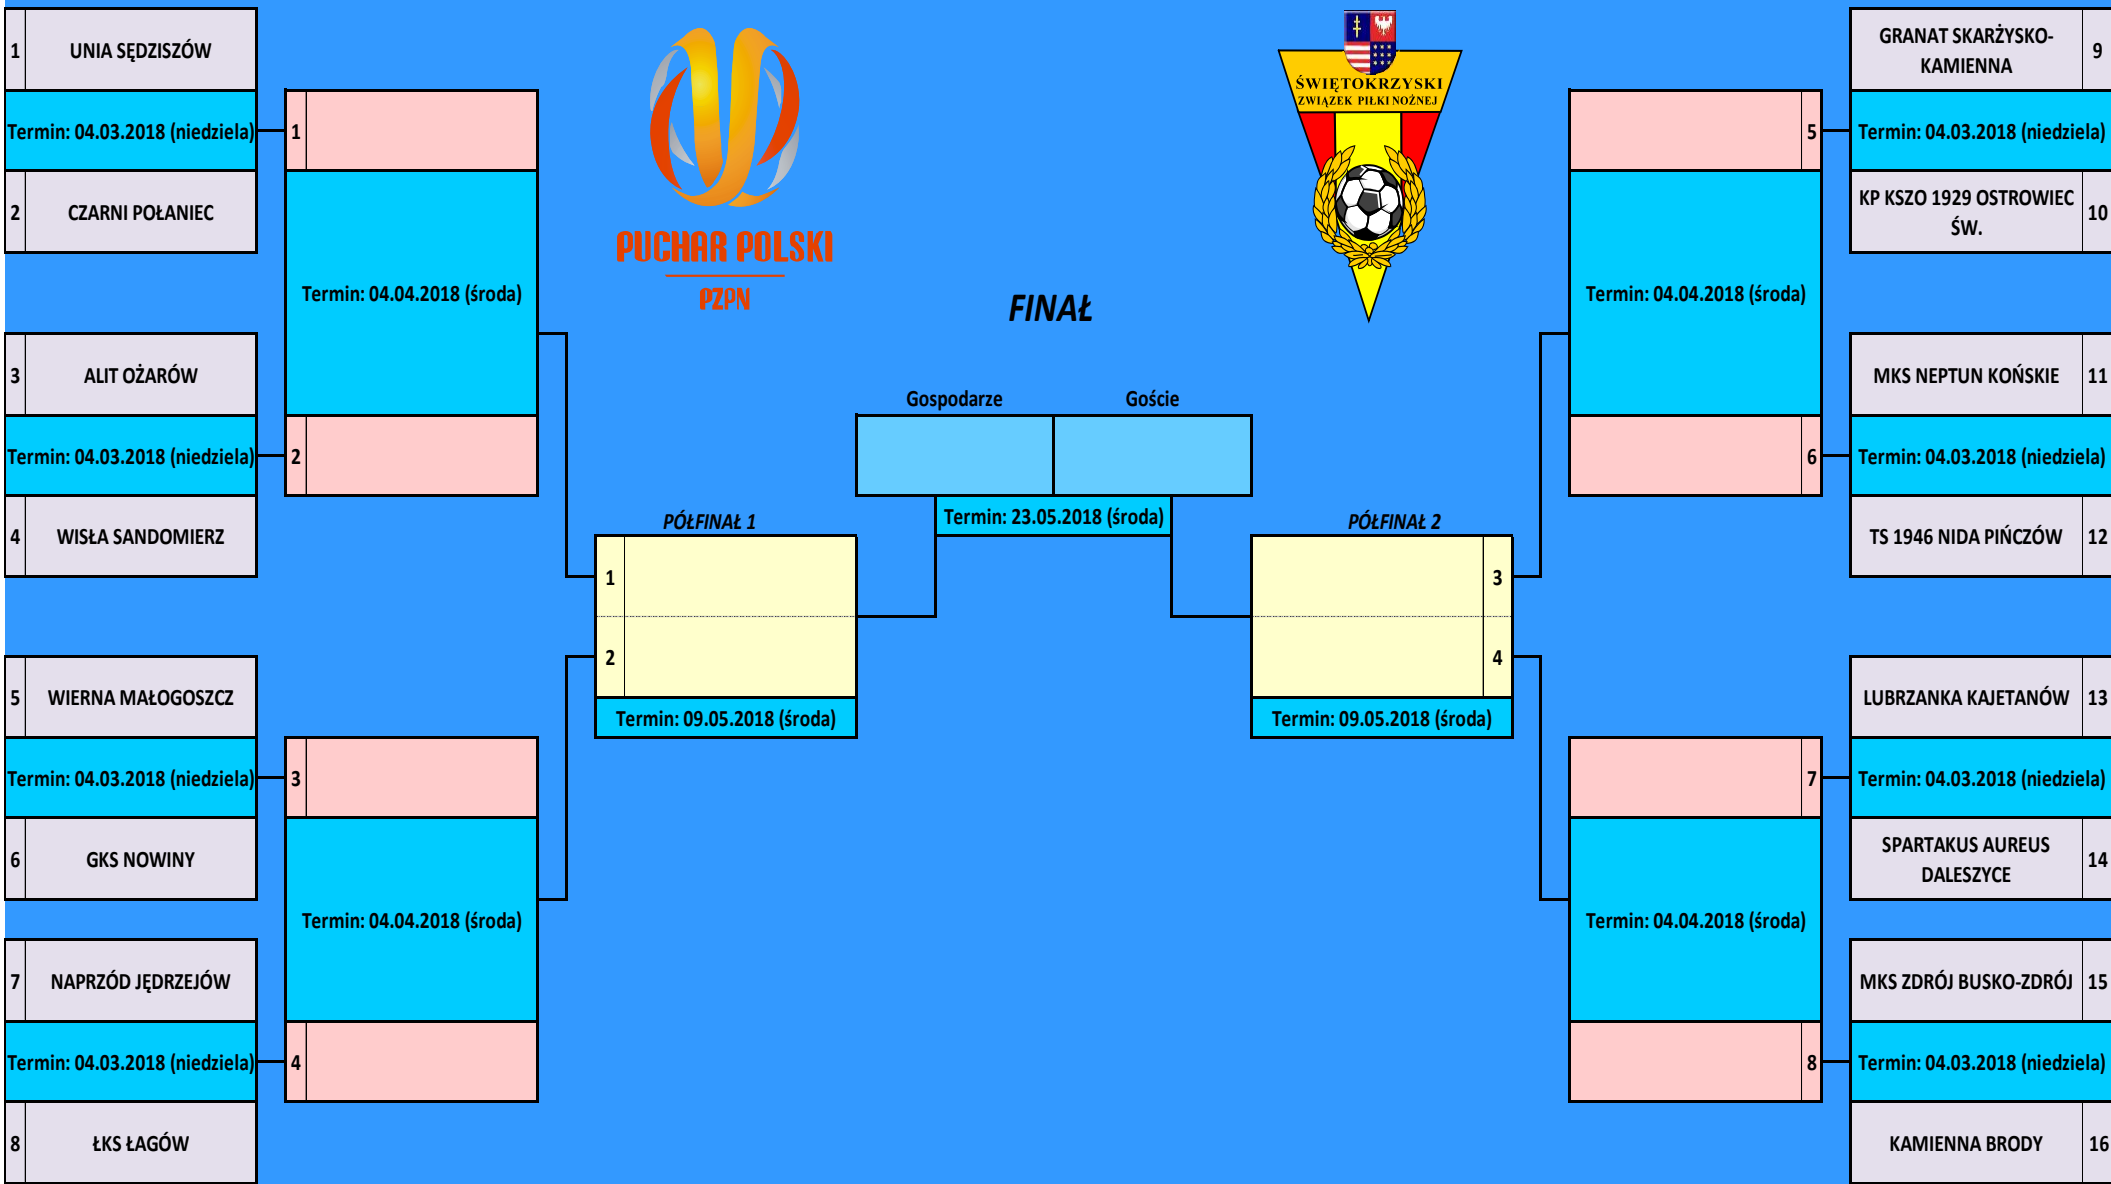 1 UNIA SĘDZISZÓW
Termin: 04.03.2018 (niedziela)
2 CZARNI POŁANIEC
3 ALIT OŻARÓW
Termin: 04.03.2018 (niedziela)
4 WISŁA SANDOMIERZ
5 WIERNA MAŁOGOSZCZ
Termin: 04.03.2018 (niedziela)
6 GKS NOWINY
7 NAPRZÓD JĘDRZEJÓW
Termin: 04.03.2018 (niedziela)
8 ŁKS ŁAGÓW
1
Termin: 04.04.2018 (środa)
2
3
Termin: 04.04.2018 (środa)
4
PUCHAR POLSKI
PZPN
ŚWIĘTOKRZYSKI
ZWIĄZEK PIŁKI NOŻNEJ
FINAŁ
Gospodarze Goście
Termin: 23.05.2018 (środa)
PÓŁFINAŁ 1
1
2
Termin: 09.05.2018 (środa)
PÓŁFINAŁ 2
3
4
Termin: 09.05.2018 (środa)
5
Termin: 04.04.2018 (środa)
6
7
Termin: 04.04.2018 (środa)
8
GRANAT SKARŻYSKO-
KAMIENNA 9
Termin: 04.03.2018 (niedziela)
KP KSZO 1929 OSTROWIEC
ŚW. 10
MKS NEPTUN KOŃSKIE 11
Termin: 04.03.2018 (niedziela)
TS 1946 NIDA PIŃCZÓW 12
LUBRZANKA KAJETANÓW 13
Termin: 04.03.2018 (niedziela)
SPARTAKUS AUREUS
DALESZYCE 14
MKS ZDRÓJ BUSKO-ZDRÓJ 15
Termin: 04.03.2018 (niedziela)
KAMIENNA BRODY 16